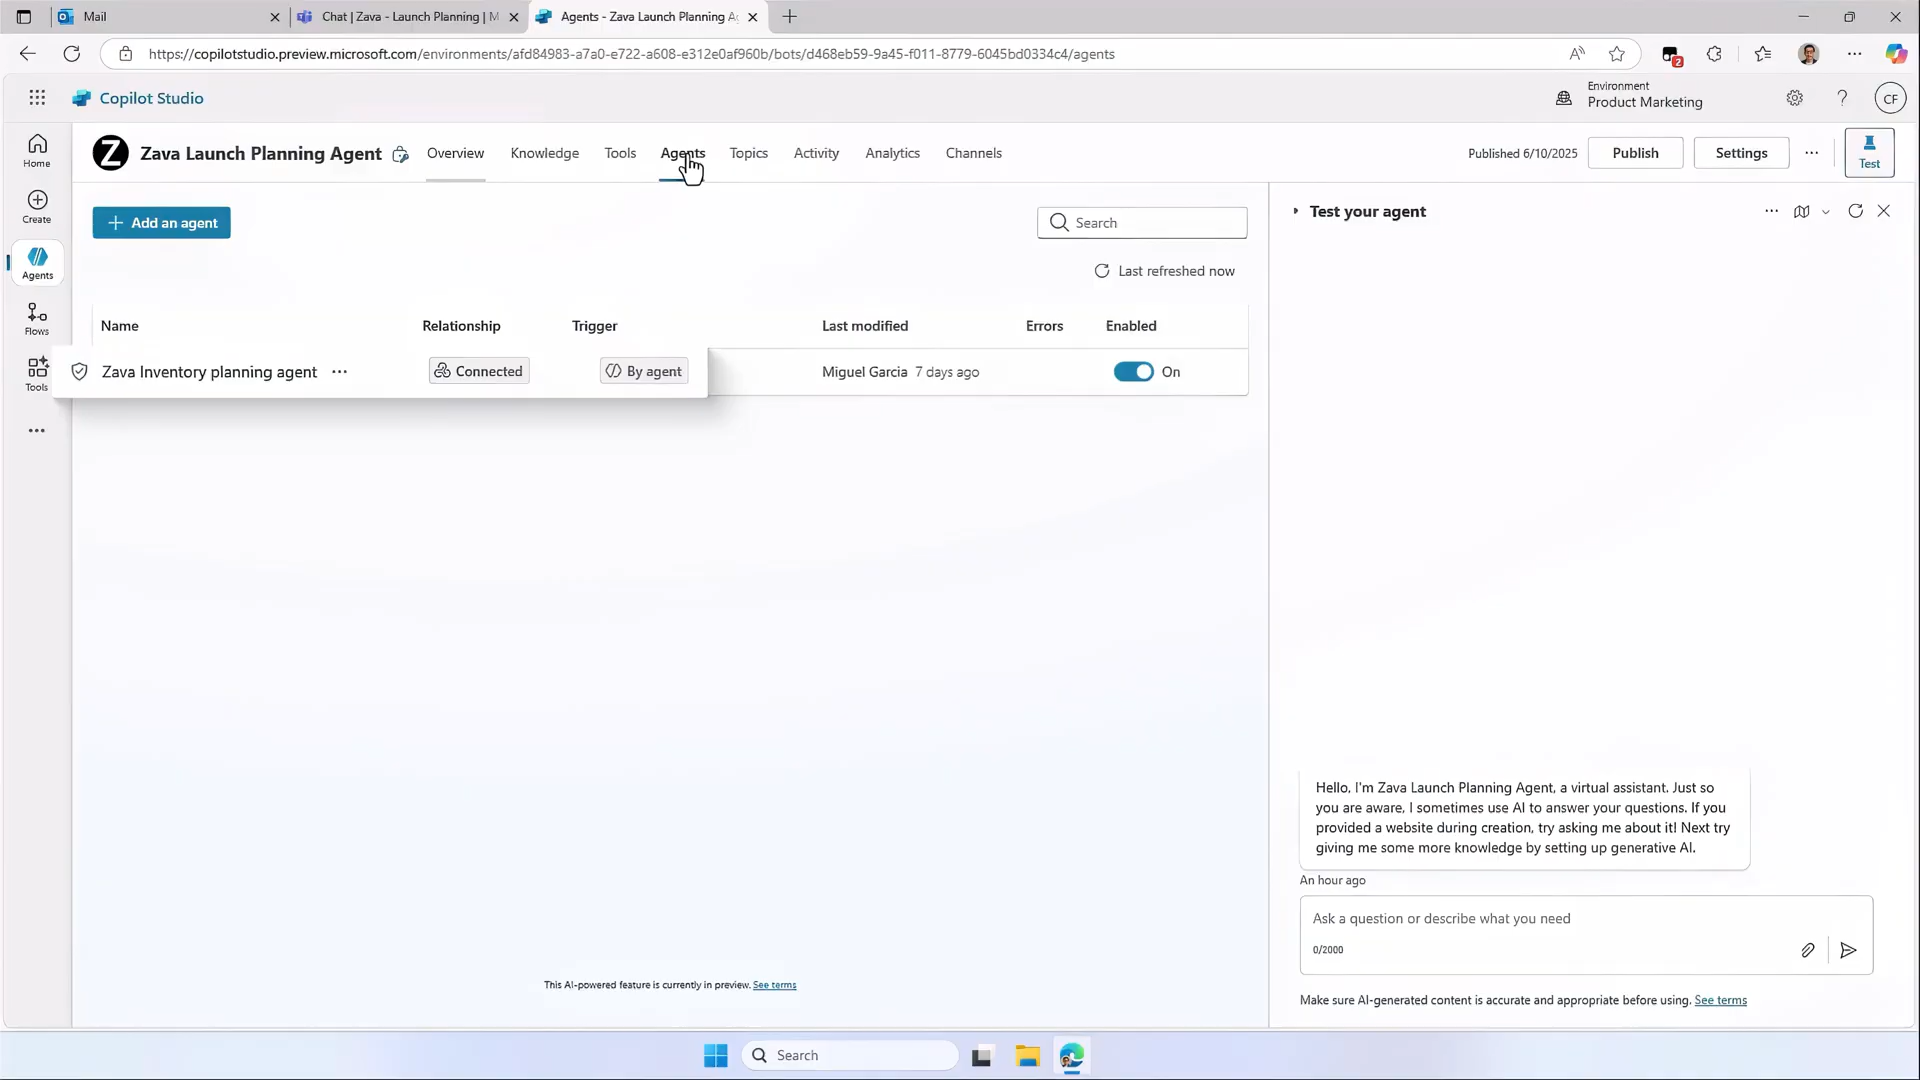 Mail
Chat | Zava - Launch Planning | M
Agents - Zava Launch Planning A
https://copilotstudio.preview.microsoft.com/environments/afd84983-a7a0-e722-a608-e312e0af960b/bots/d468eb59-9a45-f011-8779-6045bd0334c4/agents
2
Copilot Studio
Environment
Product Marketing
CF
Home
Create
Agents
Flows
Tools
Z
Zava Launch Planning Agent
Overview
Knowledge
Tools
Agents
Topics
Activity
Analytics
Channels
Published 6/10/2025
Publish
Settings
Test
Add an agent
Search
Last refreshed now
Name
Relationship
Trigger
Last modified
Errors
Enabled
Zava Inventory planning agent
Connected
By agent
Miguel Garcia 7 days ago
On
This AI-powered feature is currently in preview. See terms
Test your agent
Hello, I'm Zava Launch Planning Agent, a virtual assistant. Just so
you are aware, I sometimes use AI to answer your questions. If you
provided a website during creation, try asking me about it! Next try
giving me some more knowledge by setting up generative AI.
An hour ago
Ask a question or describe what you need
0/2000
Make sure AI-generated content is accurate and appropriate before using. See terms
Search